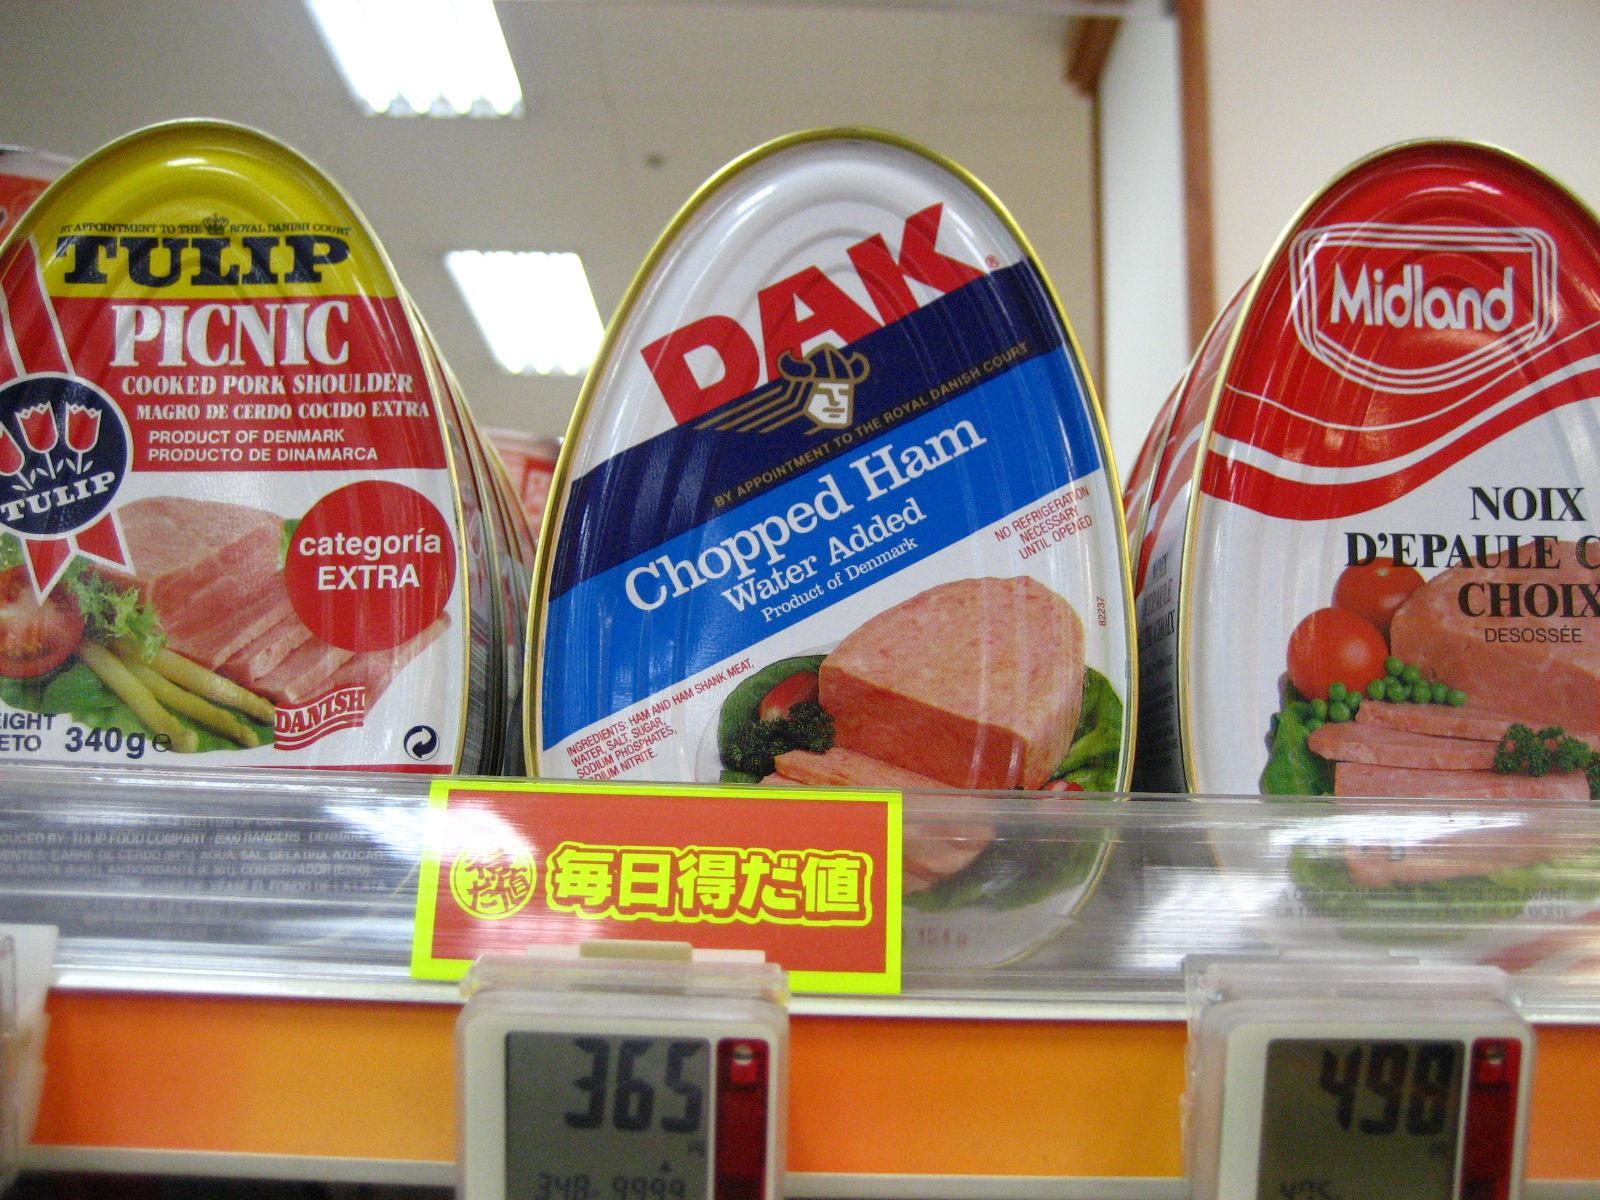 BY APPOINTMENT TO THE ROYAL DANISH COURT
TULIP
PICNIC
COOKED PORK SHOULDER
MAGRO DE CERDO COCIDO EXTRA
PRODUCT OF DENMARK
PRODUCTO DE DINAMARCA
TULIP
categoría
EXTRA
DANISH
340g℮
DAK®
BY APPOINTMENT TO THE ROYAL DANISH COURT
Chopped Ham
Water Added
Product of Denmark
NO REFRIGERATION
NECESSARY
UNTIL OPENED
82237
INGREDIENTS: HAM AND HAM SHANK MEAT,
WATER, SALT, SUGAR,
SODIUM PHOSPHATES,
SODIUM NITRITE.
Midland
NOIX
D'EPAULE C
CHOIX
DESOSSÉE
毎日得だ値
365
498